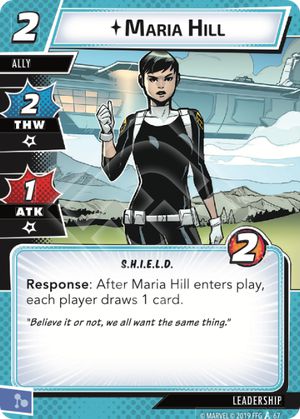 2
MARIA HILL
ALLY
2
THW
1
ATK
S.H.I.E.L.D.
2
Response: After Maria Hill enters play,
each player draws 1 card.
"Believe it or not, we all want the same thing."
LEADERSHIP
© MARVEL © 2019 FFG A 67